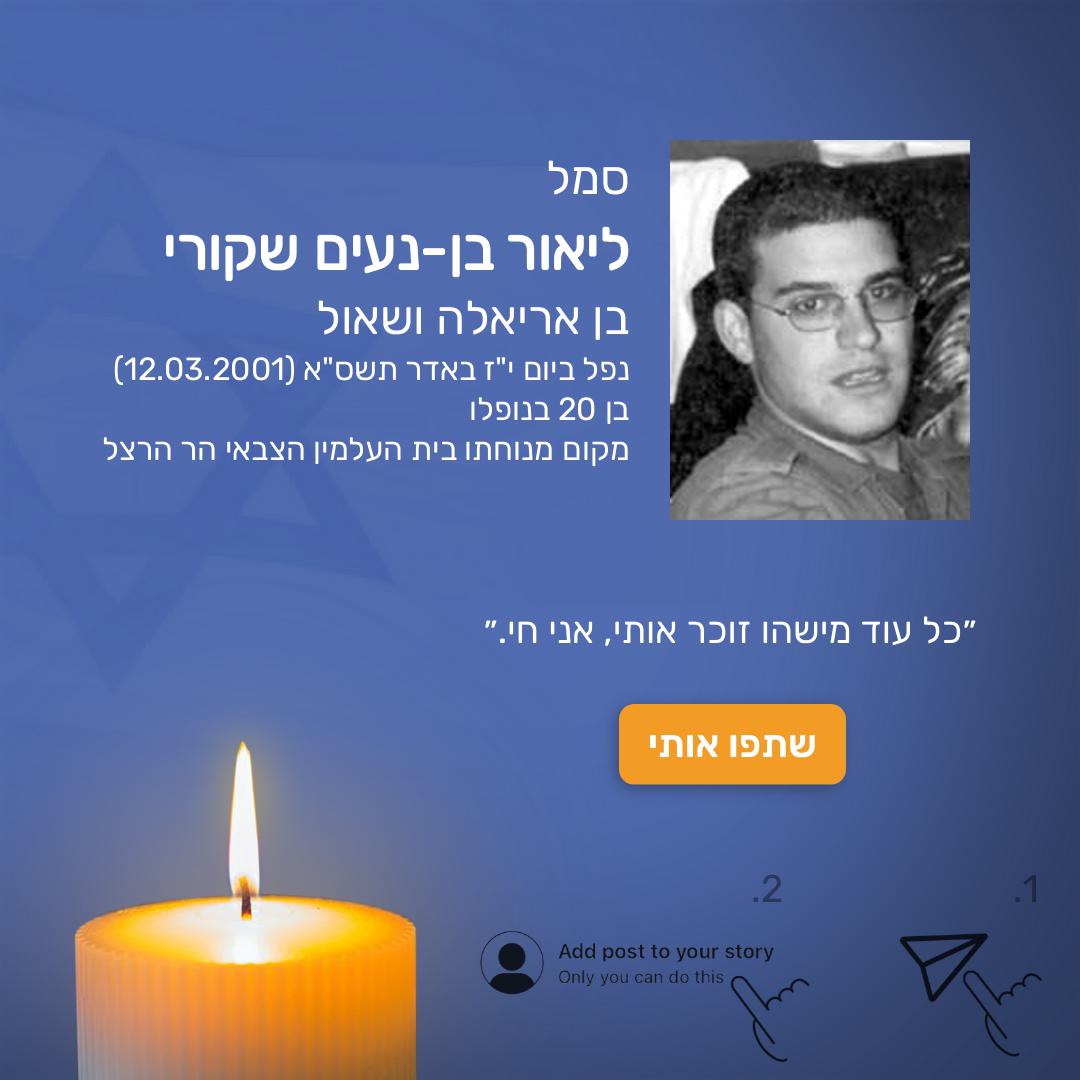 סמל
ליאור בן-נעים שקורי
בן אריאלה ושאול
נפל ביום י"ז באדר תשס"א (12.03.2001)
בן 20 בנופלו
מקום מנוחתו בית העלמין הצבאי הר הרצל
״כל עוד מישהו זוכר אותי, אני חי.״
שתפו אותי
.1
.2
Add post to your story
Only you can do this